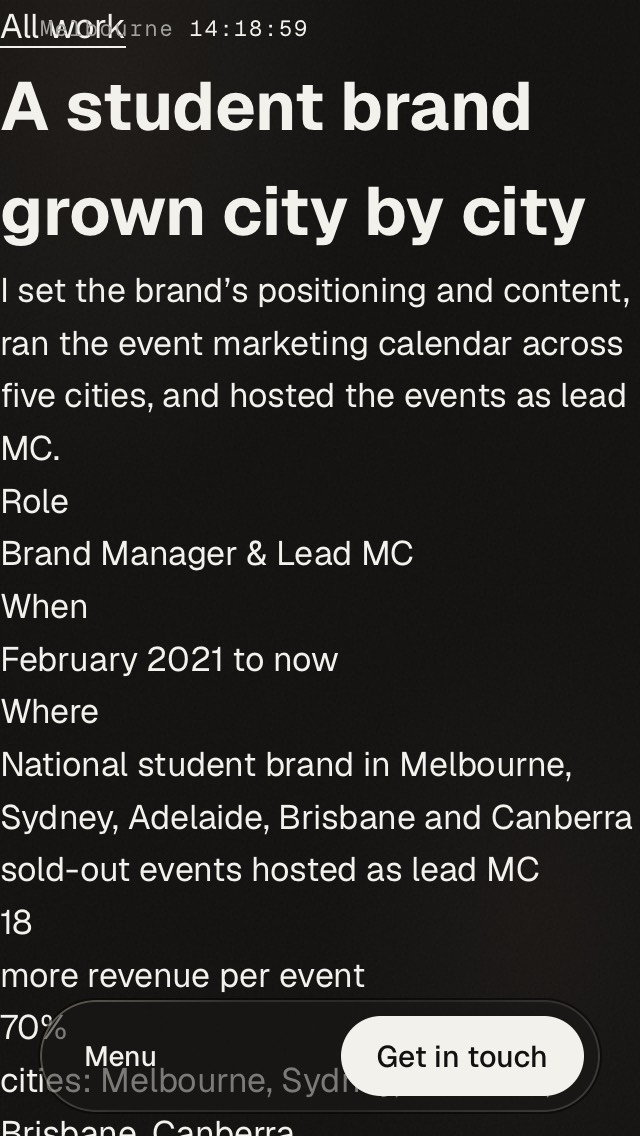 All work
Melbourne 14:18:59
A student brand
grown city by city
I set the brand’s positioning and content,
ran the event marketing calendar across
five cities, and hosted the events as lead
MC.
Role
Brand Manager & Lead MC
When
February 2021 to now
Where
National student brand in Melbourne,
Sydney, Adelaide, Brisbane and Canberra
sold-out events hosted as lead MC
18
more revenue per event
70%
Menu
Get in touch
cities: Melbourne,
Brisbane, Canberra